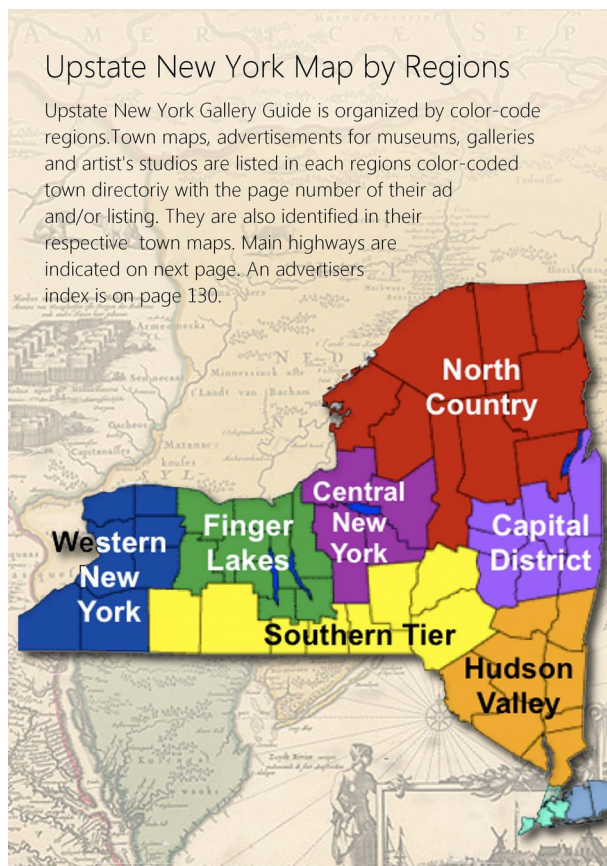 Upstate New York Map by Regions
Upstate New York Gallery Guide is organized by color-code
regions.Town maps, advertisements for museums, galleries
and artist's studios are listed in each regions color-coded
town directoriy with the page number of their ad
and/or listing. They are also identified in their
respective town maps. Main highways are
indicated on next page. An advertisers
index is on page 130.
North
Country
Central
New
York
Finger
Lakes
Capital
District
Western
New
York
Southern Tier
Hudson
Valley